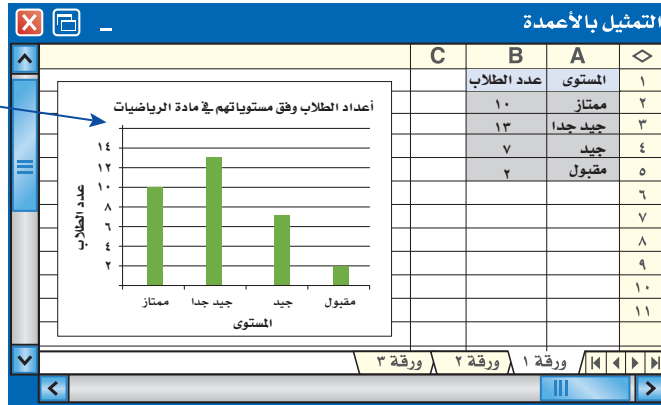 التمثيل بالأعمدة
A B C
١ المستوى عدد الطلاب
٢ ممتاز ١٠
٣ جيد جدا ١٣
٤ جيد ٧
٥ مقبول ٢
٦
٧
٨
٩
١٠
١١
أعداد الطلاب وفق مستوياتهم في مادة الرياضيات
عدد الطلاب
١٤
١٢
١٠
٨
٦
٤
٢
ممتاز جيد جدا جيد مقبول
المستوى
ورقة ١ ورقة ٢ ورقة ٣